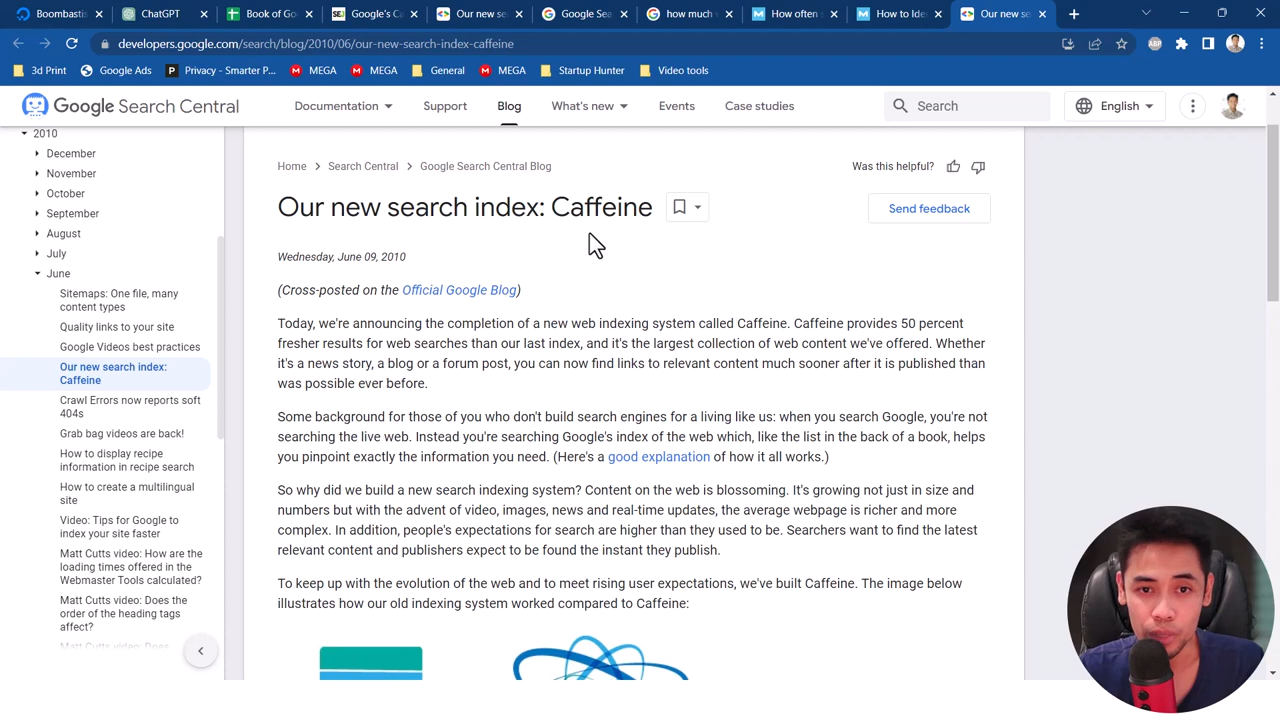 Boombasti
ChatGPT
Book of Go
Google's Ca
Our new se
Google Sea
how much
How often s
How to Ide
Our new se
developers.google.com/search/blog/2010/06/our-new-search-index-caffeine
3d Print
Google Ads
Privacy - Smarter P...
MEGA
MEGA
General
MEGA
Startup Hunter
Video tools
Google Search Central
Documentation
Support
Blog
What's new
Events
Case studies
Search
English
2010
December
November
October
September
August
July
June
Sitemaps: One file, many
content types
Quality links to your site
Google Videos best practices
Our new search index:
Caffeine
Crawl Errors now reports soft
404s
Grab bag videos are back!
How to display recipe
information in recipe search
How to create a multilingual
site
Video: Tips for Google to
index your site faster
Matt Cutts video: How are the
loading times offered in the
Webmaster Tools calculated?
Matt Cutts video: Does the
order of the heading tags
affect?
Matt Cutts video: Does
Home > Search Central > Google Search Central Blog
Was this helpful?
Our new search index: Caffeine
Send feedback
Wednesday, June 09, 2010
(Cross-posted on the Official Google Blog)
Today, we're announcing the completion of a new web indexing system called Caffeine. Caffeine provides 50 percent
fresher results for web searches than our last index, and it's the largest collection of web content we've offered. Whether
it's a news story, a blog or a forum post, you can now find links to relevant content much sooner after it is published than
was possible ever before.
Some background for those of you who don't build search engines for a living like us: when you search Google, you're not
searching the live web. Instead you're searching Google's index of the web which, like the list in the back of a book, helps
you pinpoint exactly the information you need. (Here's a good explanation of how it all works.)
So why did we build a new search indexing system? Content on the web is blossoming. It's growing not just in size and
numbers but with the advent of video, images, news and real-time updates, the average webpage is richer and more
complex. In addition, people's expectations for search are higher than they used to be. Searchers want to find the latest
relevant content and publishers expect to be found the instant they publish.
To keep up with the evolution of the web and to meet rising user expectations, we've built Caffeine. The image below
illustrates how our old indexing system worked compared to Caffeine: